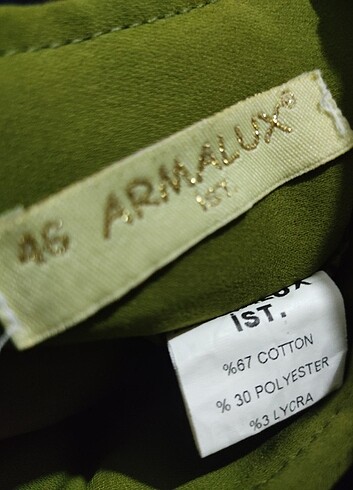 46 ARMALUX®
IST.
İST.
%67 COTTON
% 30 POLYESTER
%3 LYCRA